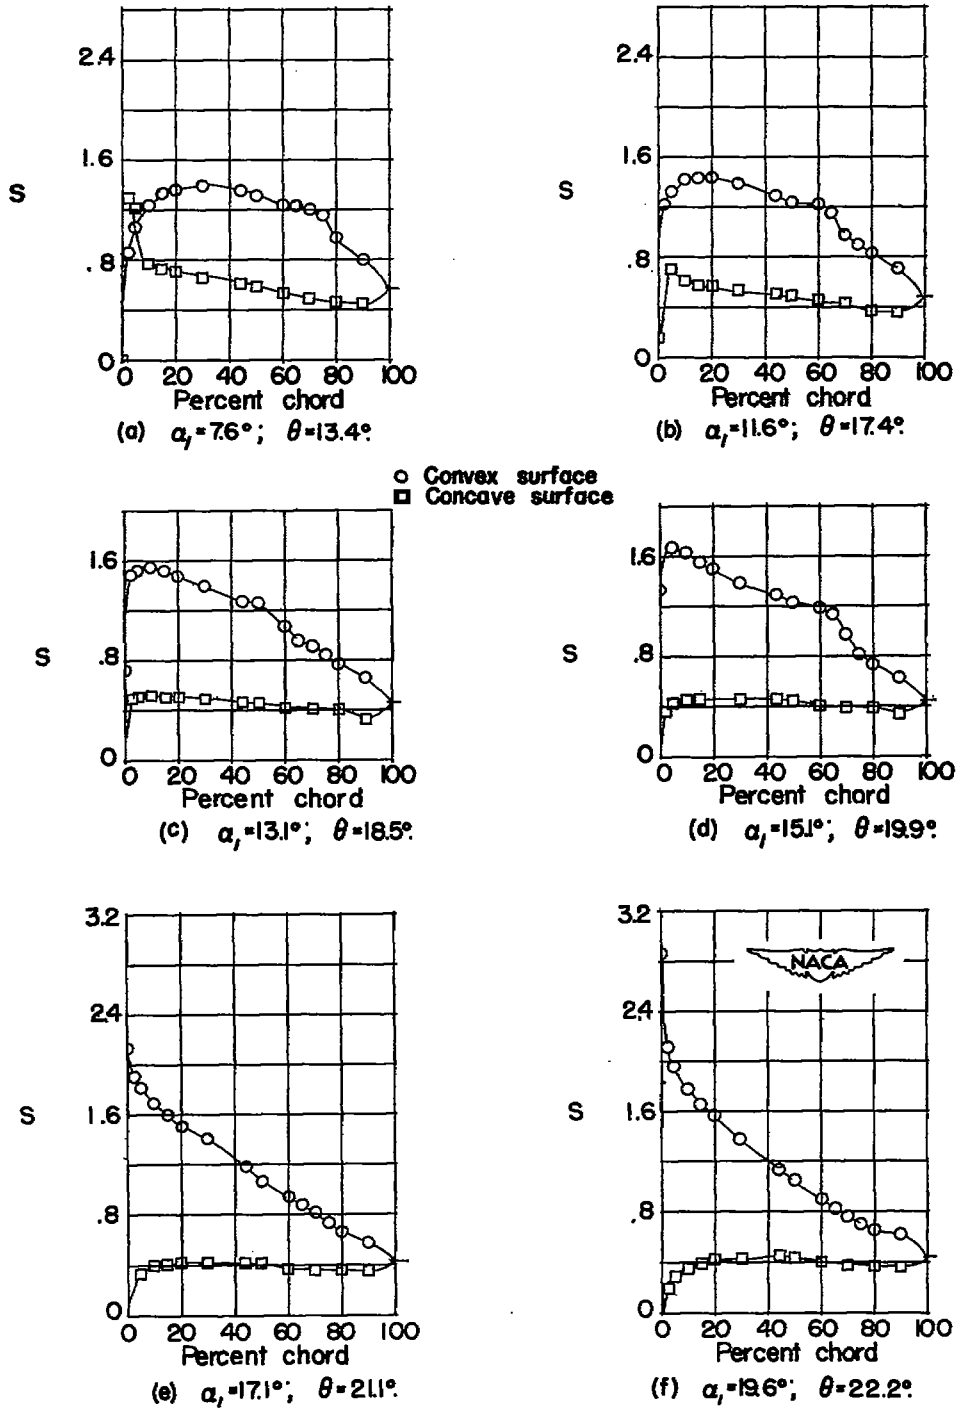 2.4 2.4
1.6 1.6
S S
.8 .8
0 0
0 20 40 60 80 100 0 20 40 60 80 100
Percent chord Percent chord
(a) α₁=7.6°; θ=13.4°. (b) α₁=11.6°; θ=17.4°.
○ Convex surface
□ Concave surface
1.6 1.6
S S
.8 .8
0 0
0 20 40 60 80 100 0 20 40 60 80 100
Percent chord Percent chord
(c) α₁=13.1°; θ=18.5°. (d) α₁=15.1°; θ=19.9°.
3.2 3.2
NACA
2.4 2.4
S 1.6 S 1.6
.8 .8
0 0
0 20 40 60 80 100 0 20 40 60 80 100
Percent chord Percent chord
(e) α₁=17.1°; θ=21.1°. (f) α₁=19.6°; θ=22.2°.